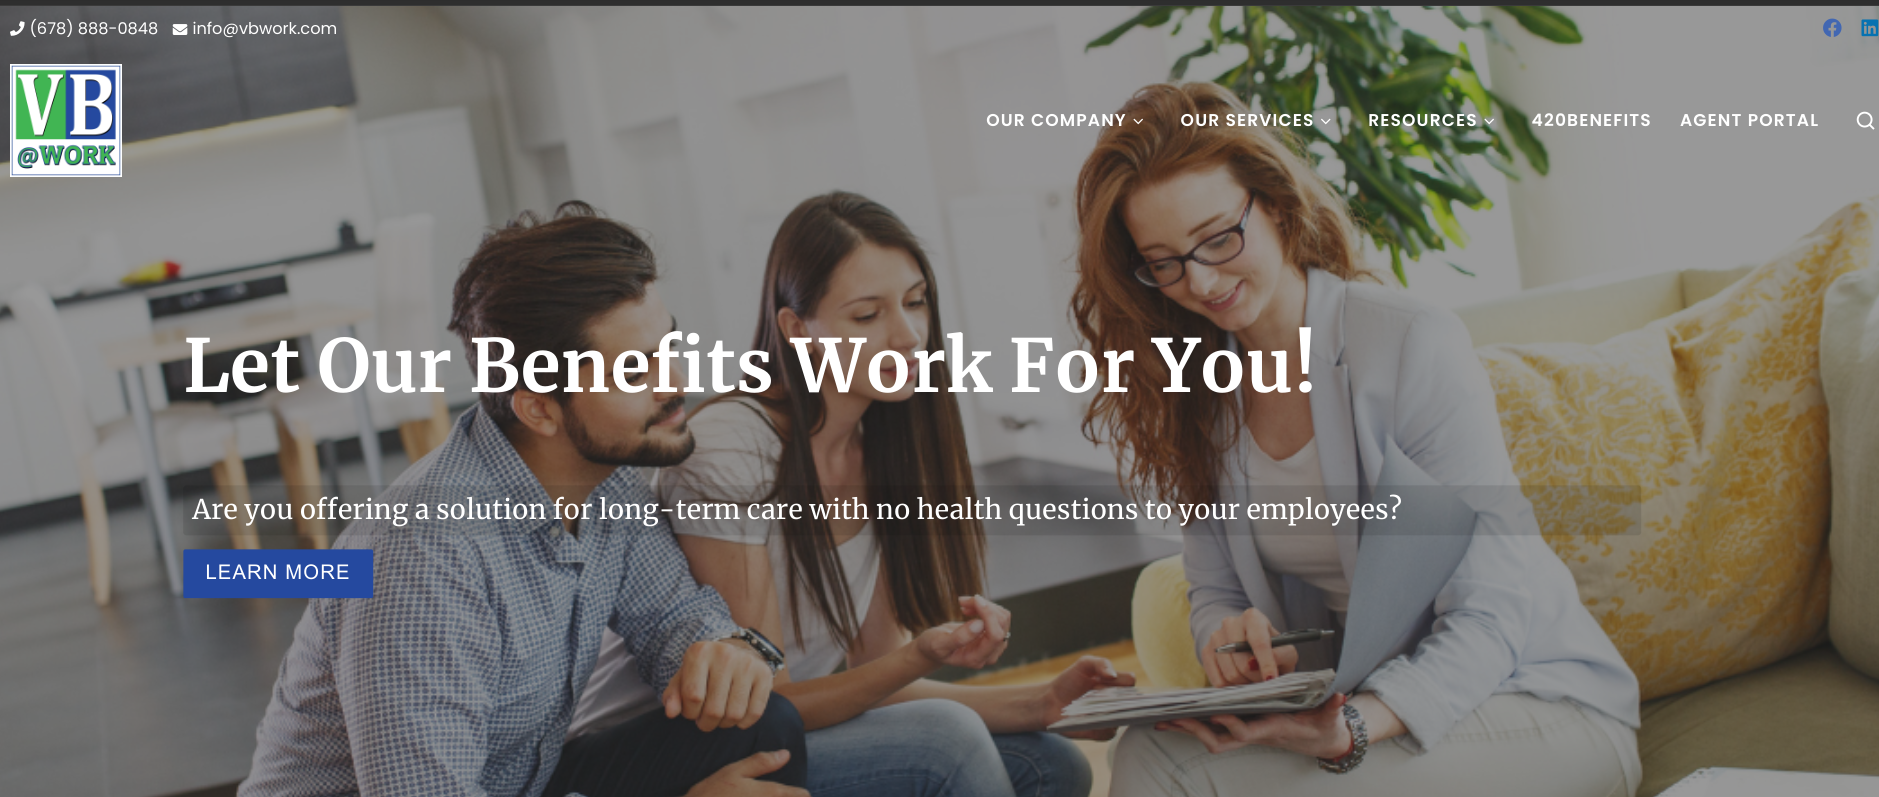 (678) 888-0848 info@vbwork.com
VB
@WORK
OUR COMPANY OUR SERVICES RESOURCES 420BENEFITS AGENT PORTAL
Let Our Benefits Work For You!
Are you offering a solution for long-term care with no health questions to your employees?
LEARN MORE